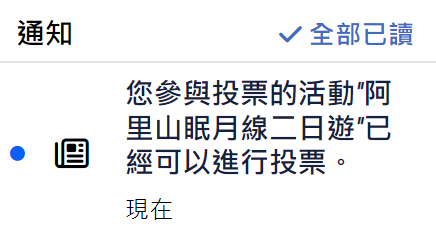 通知
全部已讀
您參與投票的活動"阿
里山眠月線二日遊"已
經可以進行投票。
現在